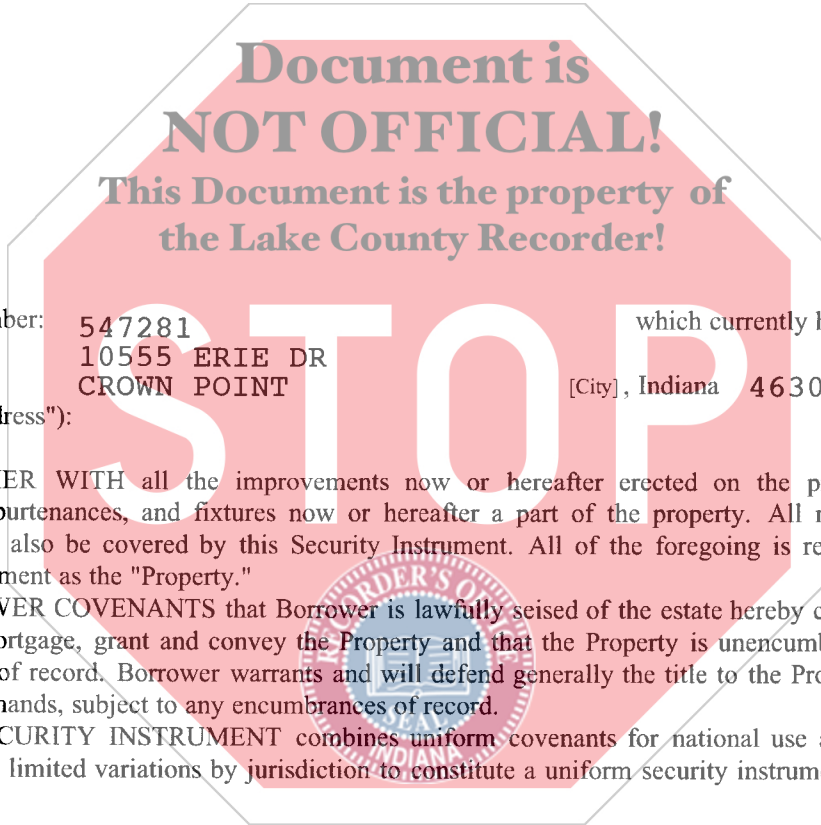 Document is
NOT OFFICIAL!
This Document is the property of
the Lake County Recorder!
STOP
ber: 547281 which currently h
10555 ERIE DR
CROWN POINT [City], Indiana 4630
dress"):
ER WITH all the improvements now or hereafter erected on the p
purtenances, and fixtures now or hereafter a part of the property. All r
also be covered by this Security Instrument. All of the foregoing is re
ment as the "Property."
WER COVENANTS that Borrower is lawfully seised of the estate hereby c
ortgage, grant and convey the Property and that the Property is unencumb
of record. Borrower warrants and will defend generally the title to the Pro
mands, subject to any encumbrances of record.
CURITY INSTRUMENT combines uniform covenants for national use a
limited variations by jurisdiction to constitute a uniform security instrum
RECORDER'S OFFICE
SEAL
INDIANA